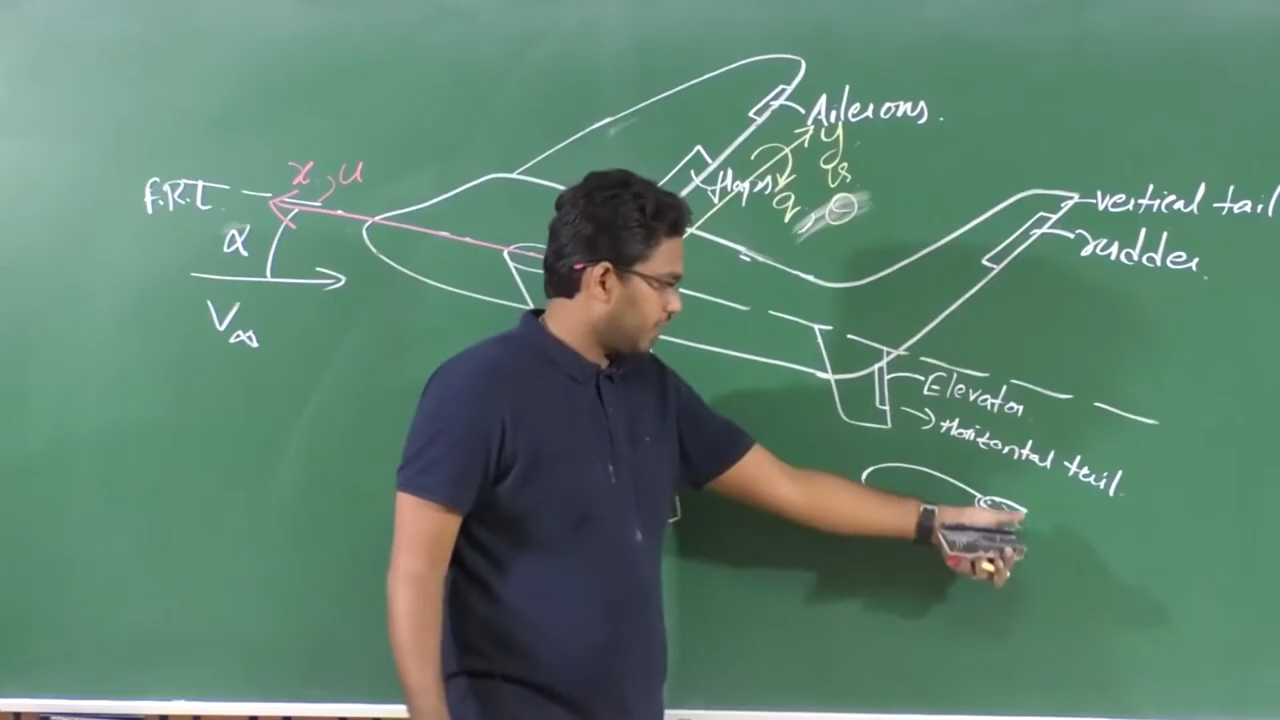 Ailerons.
x, u
y
F.R.L
flaps
v
q
α
vertical tail
rudder.
V∞
Elevator
Horizontal tail.